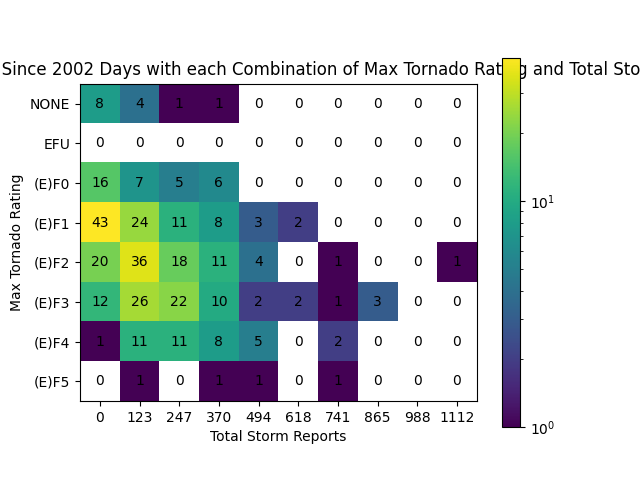 Since 2002 Days with each Combination of Max Tornado Rating and Total Sto
NONE 8 4 1 1 0 0 0 0 0 0
EFU 0 0 0 0 0 0 0 0 0 0
(E)F0 16 7 5 6 0 0 0 0 0 0
(E)F1 43 24 11 8 3 2 0 0 0 0
(E)F2 20 36 18 11 4 0 1 0 0 1
(E)F3 12 26 22 10 2 2 1 3 0 0
(E)F4 1 11 11 8 5 0 2 0 0 0
(E)F5 0 1 0 1 1 0 1 0 0 0
0 123 247 370 494 618 741 865 988 1112
Total Storm Reports
Max Tornado Rating
10¹
10⁰